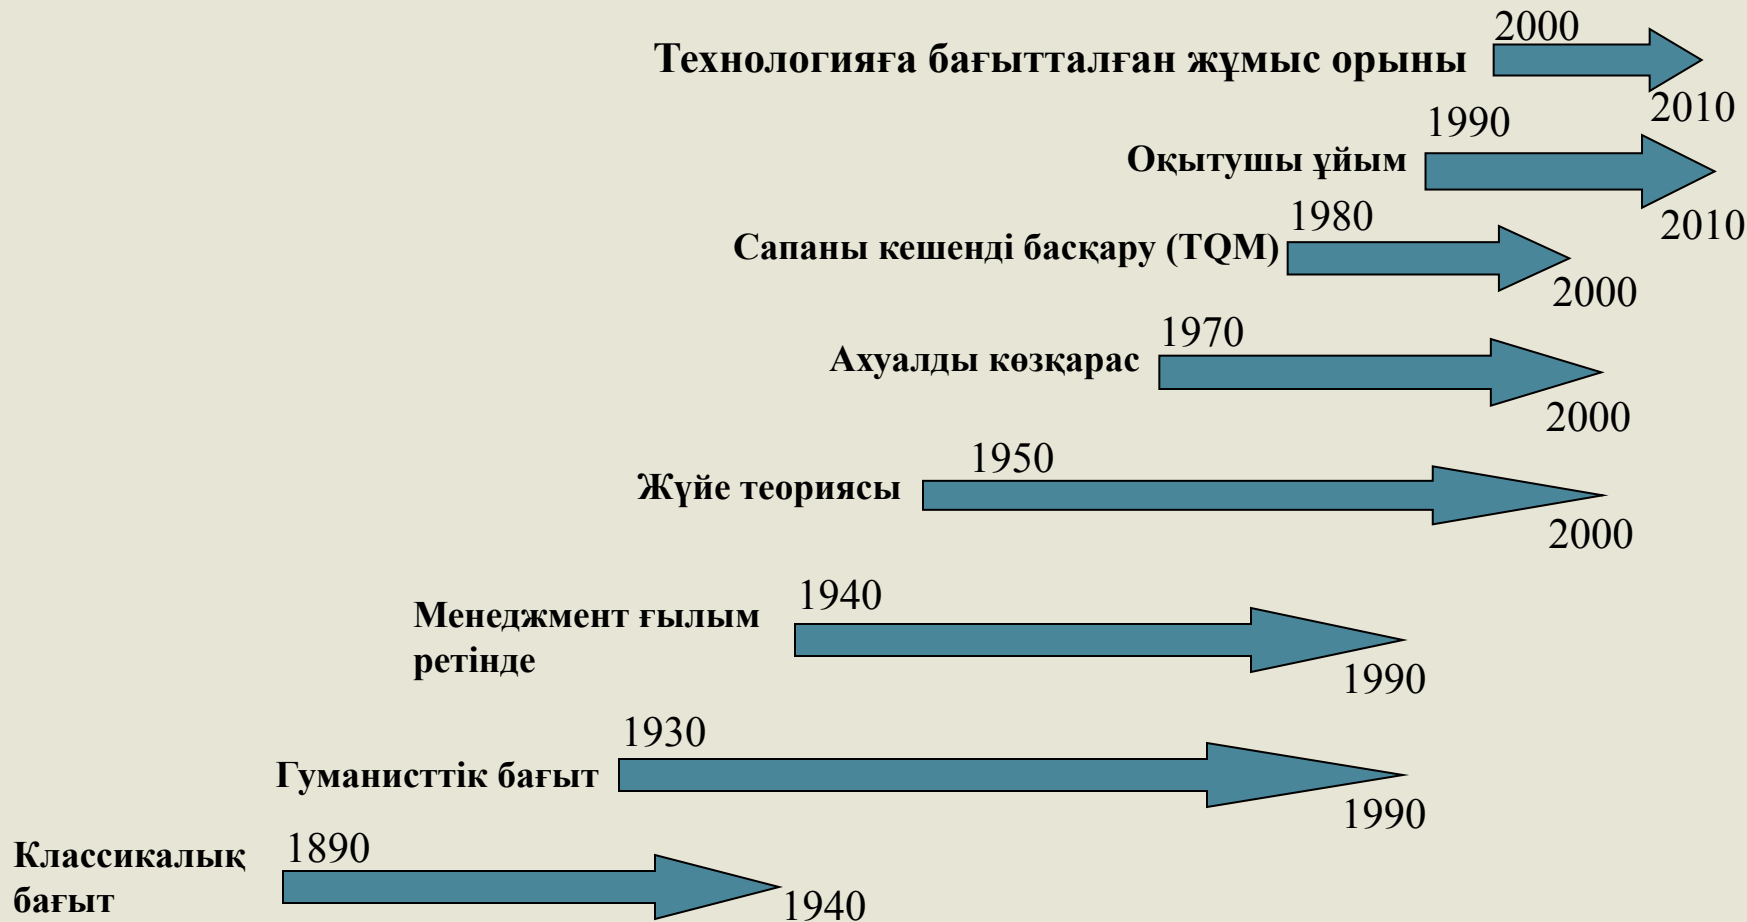 2000
Технологияға бағытталған жұмыс орыны
2010
1990
Оқытушы ұйым
2010
1980
Сапаны кешенді басқару (TQM)
2000
1970
Ахуалды көзқарас
2000
1950
Жүйе теориясы
2000
1940
Менеджмент ғылым
ретінде
1990
1930
Гуманисттік бағыт
1990
1890
Классикалық
бағыт
1940